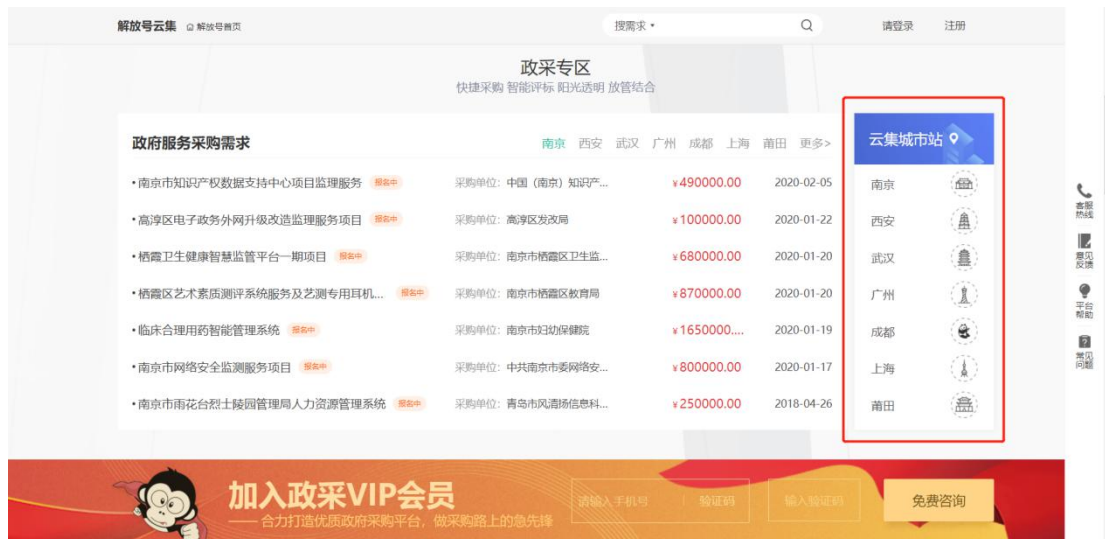 解放号云集 解放号首页 搜需求 请登录 注册
政采专区
快捷采购 智能评标 阳光透明 放管结合
政府服务采购需求 南京 西安 武汉 广州 成都 上海 莆田 更多>
•南京市知识产权数据支持中心项目监理服务 报名中 采购单位：中国（南京）知识产... ¥490000.00 2020-02-05
•高淳区电子政务外网升级改造监理服务项目 报名中 采购单位：高淳区发改局 ¥100000.00 2020-01-22
•栖霞卫生健康智慧监管平台一期项目 报名中 采购单位：南京市栖霞区卫生监... ¥680000.00 2020-01-20
•栖霞区艺术素质测评系统服务及艺测专用耳机... 报名中 采购单位：南京市栖霞区教育局 ¥870000.00 2020-01-20
•临床合理用药智能管理系统 报名中 采购单位：南京市妇幼保健院 ¥1650000.... 2020-01-19
•南京市网络安全监测服务项目 报名中 采购单位：中共南京市委网络安... ¥800000.00 2020-01-17
•南京市雨花台烈士陵园管理局人力资源管理系统 报名中 采购单位：青岛市风清扬信息科... ¥250000.00 2018-04-26
云集城市站
南京
西安
武汉
广州
成都
上海
莆田
客服
热线
意见
反馈
平台
帮助
常见
问题
加入政采VIP会员
—— 合力打造优质政府采购平台，做采购路上的急先锋
请输入手机号 验证码 输入验证码 免费咨询